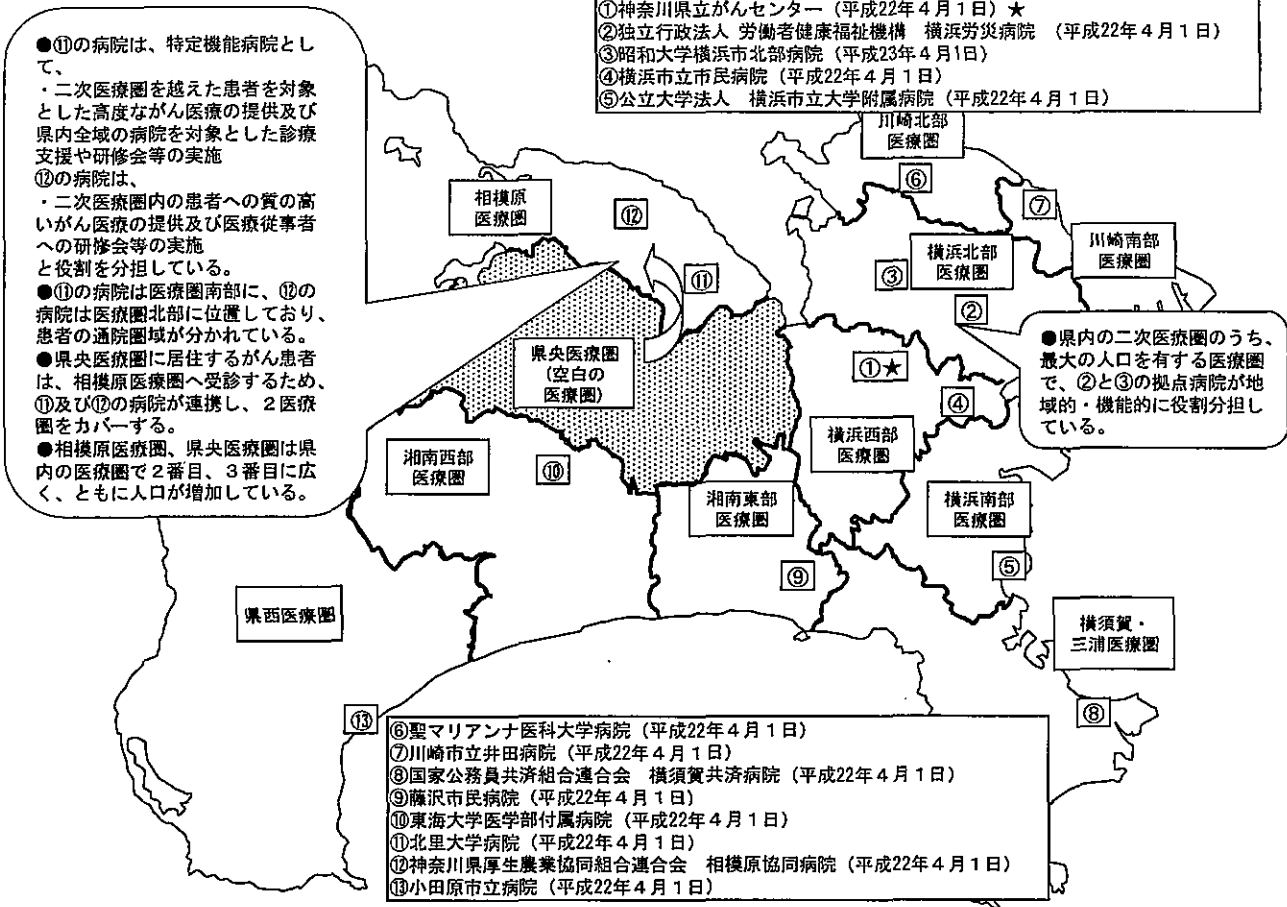 ①神奈川県立がんセンター（平成22年４月１日）★
②独立行政法人 労働者健康福祉機構　横浜労災病院　（平成22年４月１日）
③昭和大学横浜市北部病院（平成23年４月1日）
④横浜市立市民病院（平成22年４月１日）
⑤公立大学法人　横浜市立大学附属病院（平成22年４月１日）
●⑪の病院は、特定機能病院とし
て、
・二次医療圏を越えた患者を対象
とした高度ながん医療の提供及び
県内全域の病院を対象とした診療
支援や研修会等の実施
⑫の病院は、
・二次医療圏内の患者への質の高
いがん医療の提供及び医療従事者
への研修会等の実施
と役割を分担している。
●⑪の病院は医療圏南部に、⑫の
病院は医療圏北部に位置しており、
患者の通院圏域が分かれている。
●県央医療圏に居住するがん患者
は、相模原医療圏へ受診するため、
⑪及び⑫の病院が連携し、２医療
圏をカバーする。
●相模原医療圏、県央医療圏は県
内の医療圏で２番目、３番目に広
く、ともに人口が増加している。
川崎北部
医療圏
⑥
⑦
相模原
医療圏
⑫
⑪
川崎南部
医療圏
横浜北部
医療圏
③
②
●県内の二次医療圏のうち、
最大の人口を有する医療圏
で、②と③の拠点病院が地
域的・機能的に役割分担し
ている。
県央医療圏
（空白の
医療圏）
①★
④
横浜西部
医療圏
湘南西部
医療圏
⑩
湘南東部
医療圏
横浜南部
医療圏
⑨
⑤
県西医療圏
横須賀・
三浦医療圏
⑧
⑬
⑥聖マリアンナ医科大学病院（平成22年４月１日）
⑦川崎市立井田病院（平成22年４月１日）
⑧国家公務員共済組合連合会　横須賀共済病院（平成22年４月１日）
⑨藤沢市民病院（平成22年４月１日）
⑩東海大学医学部付属病院（平成22年４月１日）
⑪北里大学病院（平成22年４月１日）
⑫神奈川県厚生農業協同組合連合会　相模原協同病院（平成22年４月１日）
⑬小田原市立病院（平成22年４月１日）